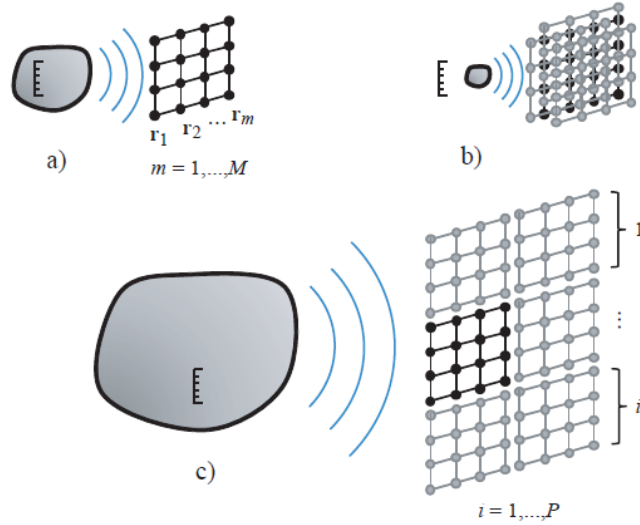 r1 r2 ... rm
a)
m = 1,...,M
b)
1
⋮
i
c)
i = 1,...,P